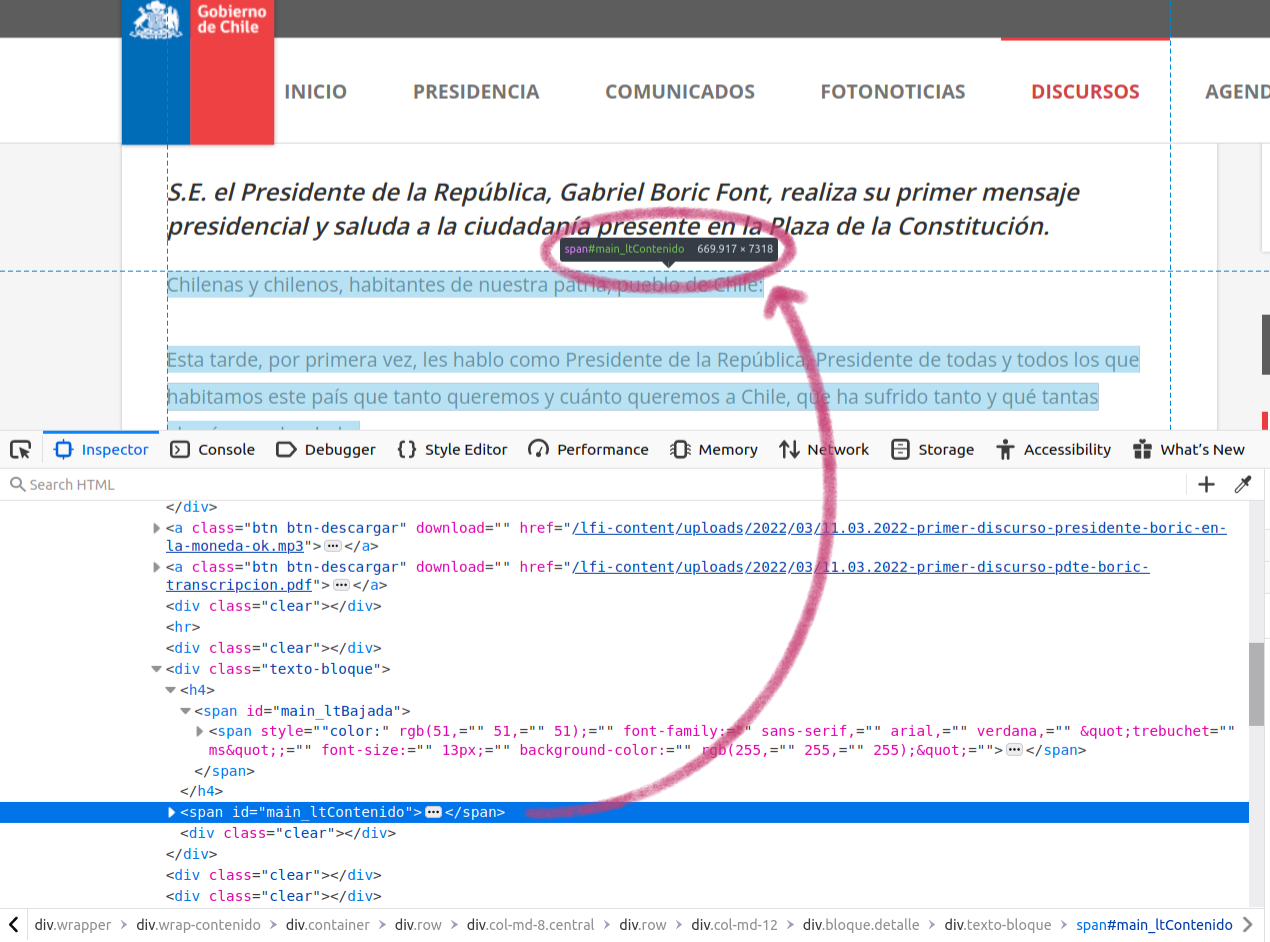 Gobierno
de Chile
INICIO PRESIDENCIA COMUNICADOS FOTONOTICIAS DISCURSOS AGEND
S.E. el Presidente de la República, Gabriel Boric Font, realiza su primer mensaje
presidencial y saluda a la ciudadanía presente en la Plaza de la Constitución.
span#main_ltContenido 669.917 × 7318
Chilenas y chilenos, habitantes de nuestra patria, pueblo de Chile:
Esta tarde, por primera vez, les hablo como Presidente de la República, Presidente de todas y todos los que
habitamos este país que tanto queremos y cuánto queremos a Chile, que ha sufrido tanto y qué tantas
Inspector Console Debugger Style Editor Performance Memory Network Storage Accessibility What's New
Search HTML
</div>
<a class="btn btn-descargar" download="" href="/lfi-content/uploads/2022/03/11.03.2022-primer-discurso-presidente-boric-en-
la-moneda-ok.mp3">⋯</a>
<a class="btn btn-descargar" download="" href="/lfi-content/uploads/2022/03/11.03.2022-primer-discurso-pdte-boric-
transcripcion.pdf">⋯</a>
<div class="clear"></div>
<hr>
<div class="clear"></div>
<div class="texto-bloque">
<h4>
<span id="main_ltBajada">
<span style=""color:" rgb(51,="" 51,="" 51);="" font-family:="" sans-serif,="" arial,="" verdana,="" &quot;trebuchet=""
ms&quot;;="" font-size:="" 13px;="" background-color:="" rgb(255,="" 255,="" 255);&quot;="">⋯</span>
</span>
</h4>
<span id="main_ltContenido">⋯</span>
<div class="clear"></div>
</div>
<div class="clear"></div>
<div class="clear"></div>
div.wrapper > div.wrap-contenido > div.container > div.row > div.col-md-8.central > div.row > div.col-md-12 > div.bloque.detalle > div.texto-bloque > span#main_ltContenido